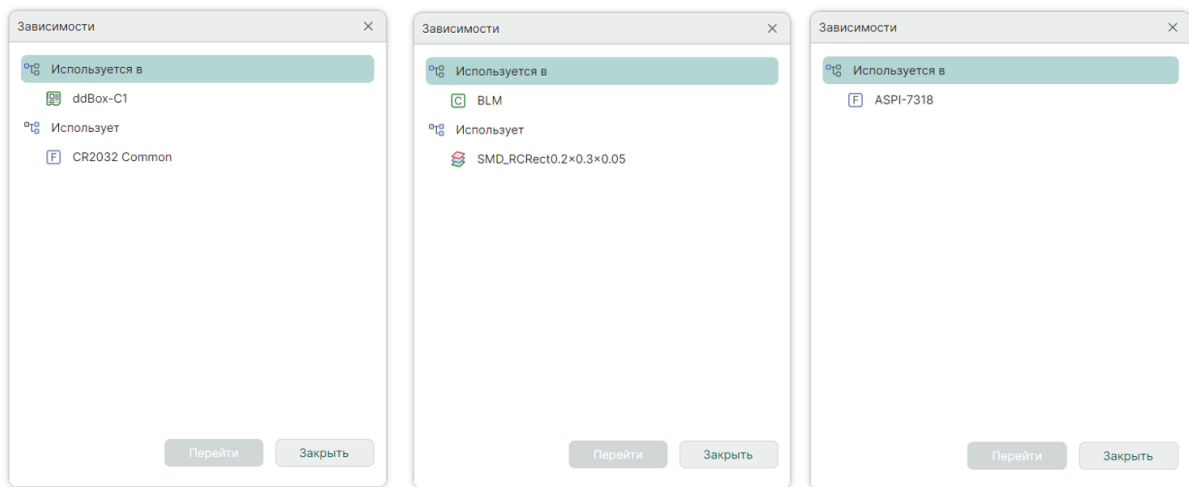 Зависимости
Используется в
ddBox-C1
Использует
F CR2032 Common
Перейти Закрыть
Зависимости
Используется в
C BLM
Использует
SMD_RCRect0.2×0.3×0.05
Перейти Закрыть
Зависимости
Используется в
F ASPI-7318
Перейти Закрыть